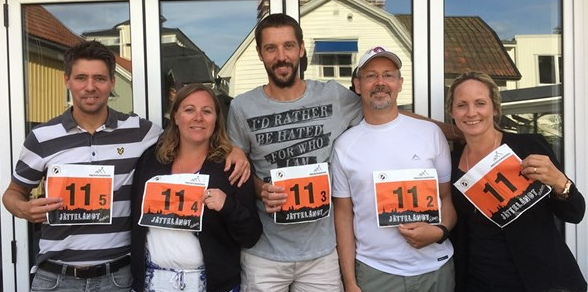 11 5
JÄTTELÅNGT
11 4
JÄTTELÅNGT
I'D RATHER
BE HATED
FOR WHO
I AM
11 3
JÄTTELÅNGT
11 2
JÄTTELÅNGT
11
JÄTTELÅNGT